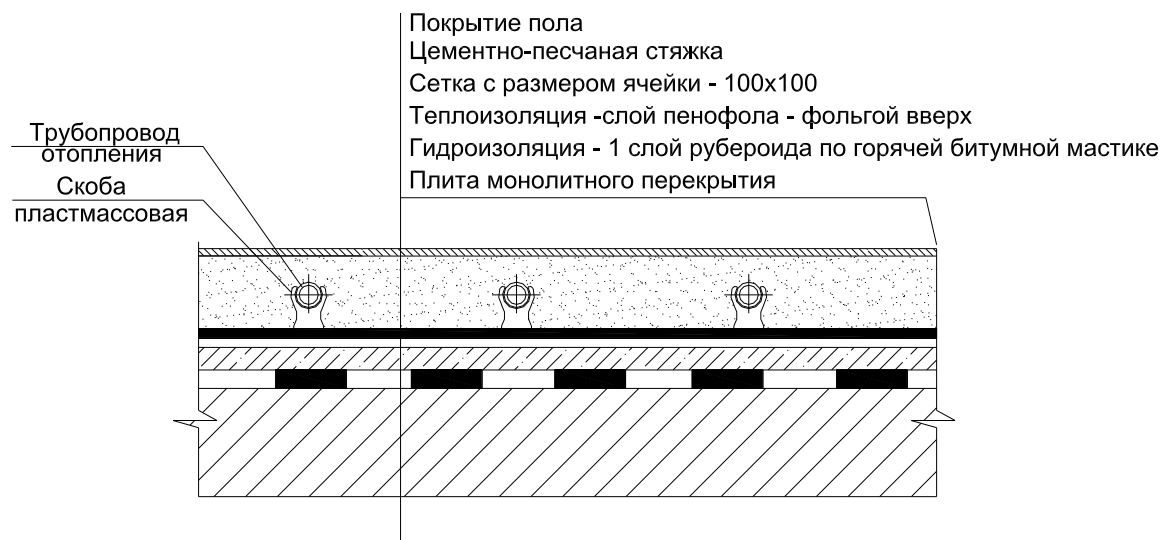 Покрытие пола
Цементно-песчаная стяжка
Сетка с размером ячейки - 100х100
Теплоизоляция -слой пенофола - фольгой вверх
Гидроизоляция - 1 слой рубероида по горячей битумной мастике
Плита монолитного перекрытия
Трубопровод
отопления
Скоба
пластмассовая